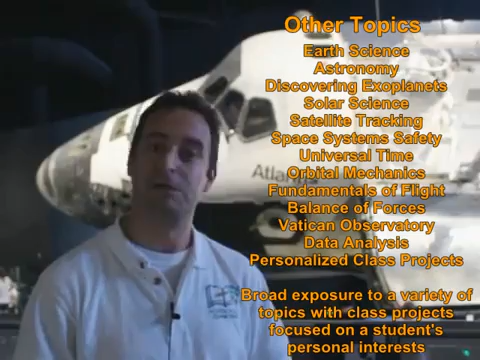 Other Topics
Earth Science
Astronomy
Discovering Exoplanets
Solar Science
Satellite Tracking
Space Systems Safety
Universal Time
Orbital Mechanics
Fundamentals of Flight
Balance of Forces
Vatican Observatory
Data Analysis
Personalized Class Projects
Broad exposure to a variety of
topics with class projects
focused on a student's
personal interests
Atlantis